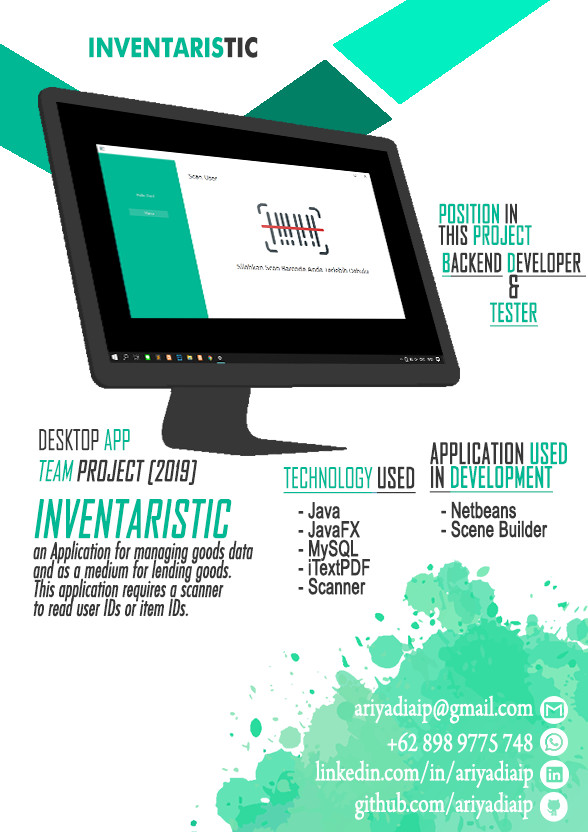 INVENTARISTIC
Scan User
Silahkan Scan Barcode Anda Terlebih Dahulu
POSITION IN
THIS PROJECT
BACKEND DEVELOPER
&
TESTER
DESKTOP APP
TEAM PROJECT (2019)
INVENTARISTIC
an Application for managing goods data
and as a medium for lending goods.
This application requires a scanner
to read user IDs or item IDs.
TECHNOLOGY USED
- Java
- JavaFX
- MySQL
- iTextPDF
- Scanner
APPLICATION USED
IN DEVELOPMENT
- Netbeans
- Scene Builder
ariyadiaip@gmail.com
+62 898 9775 748
linkedin.com/in/ariyadiaip
github.com/ariyadiaip